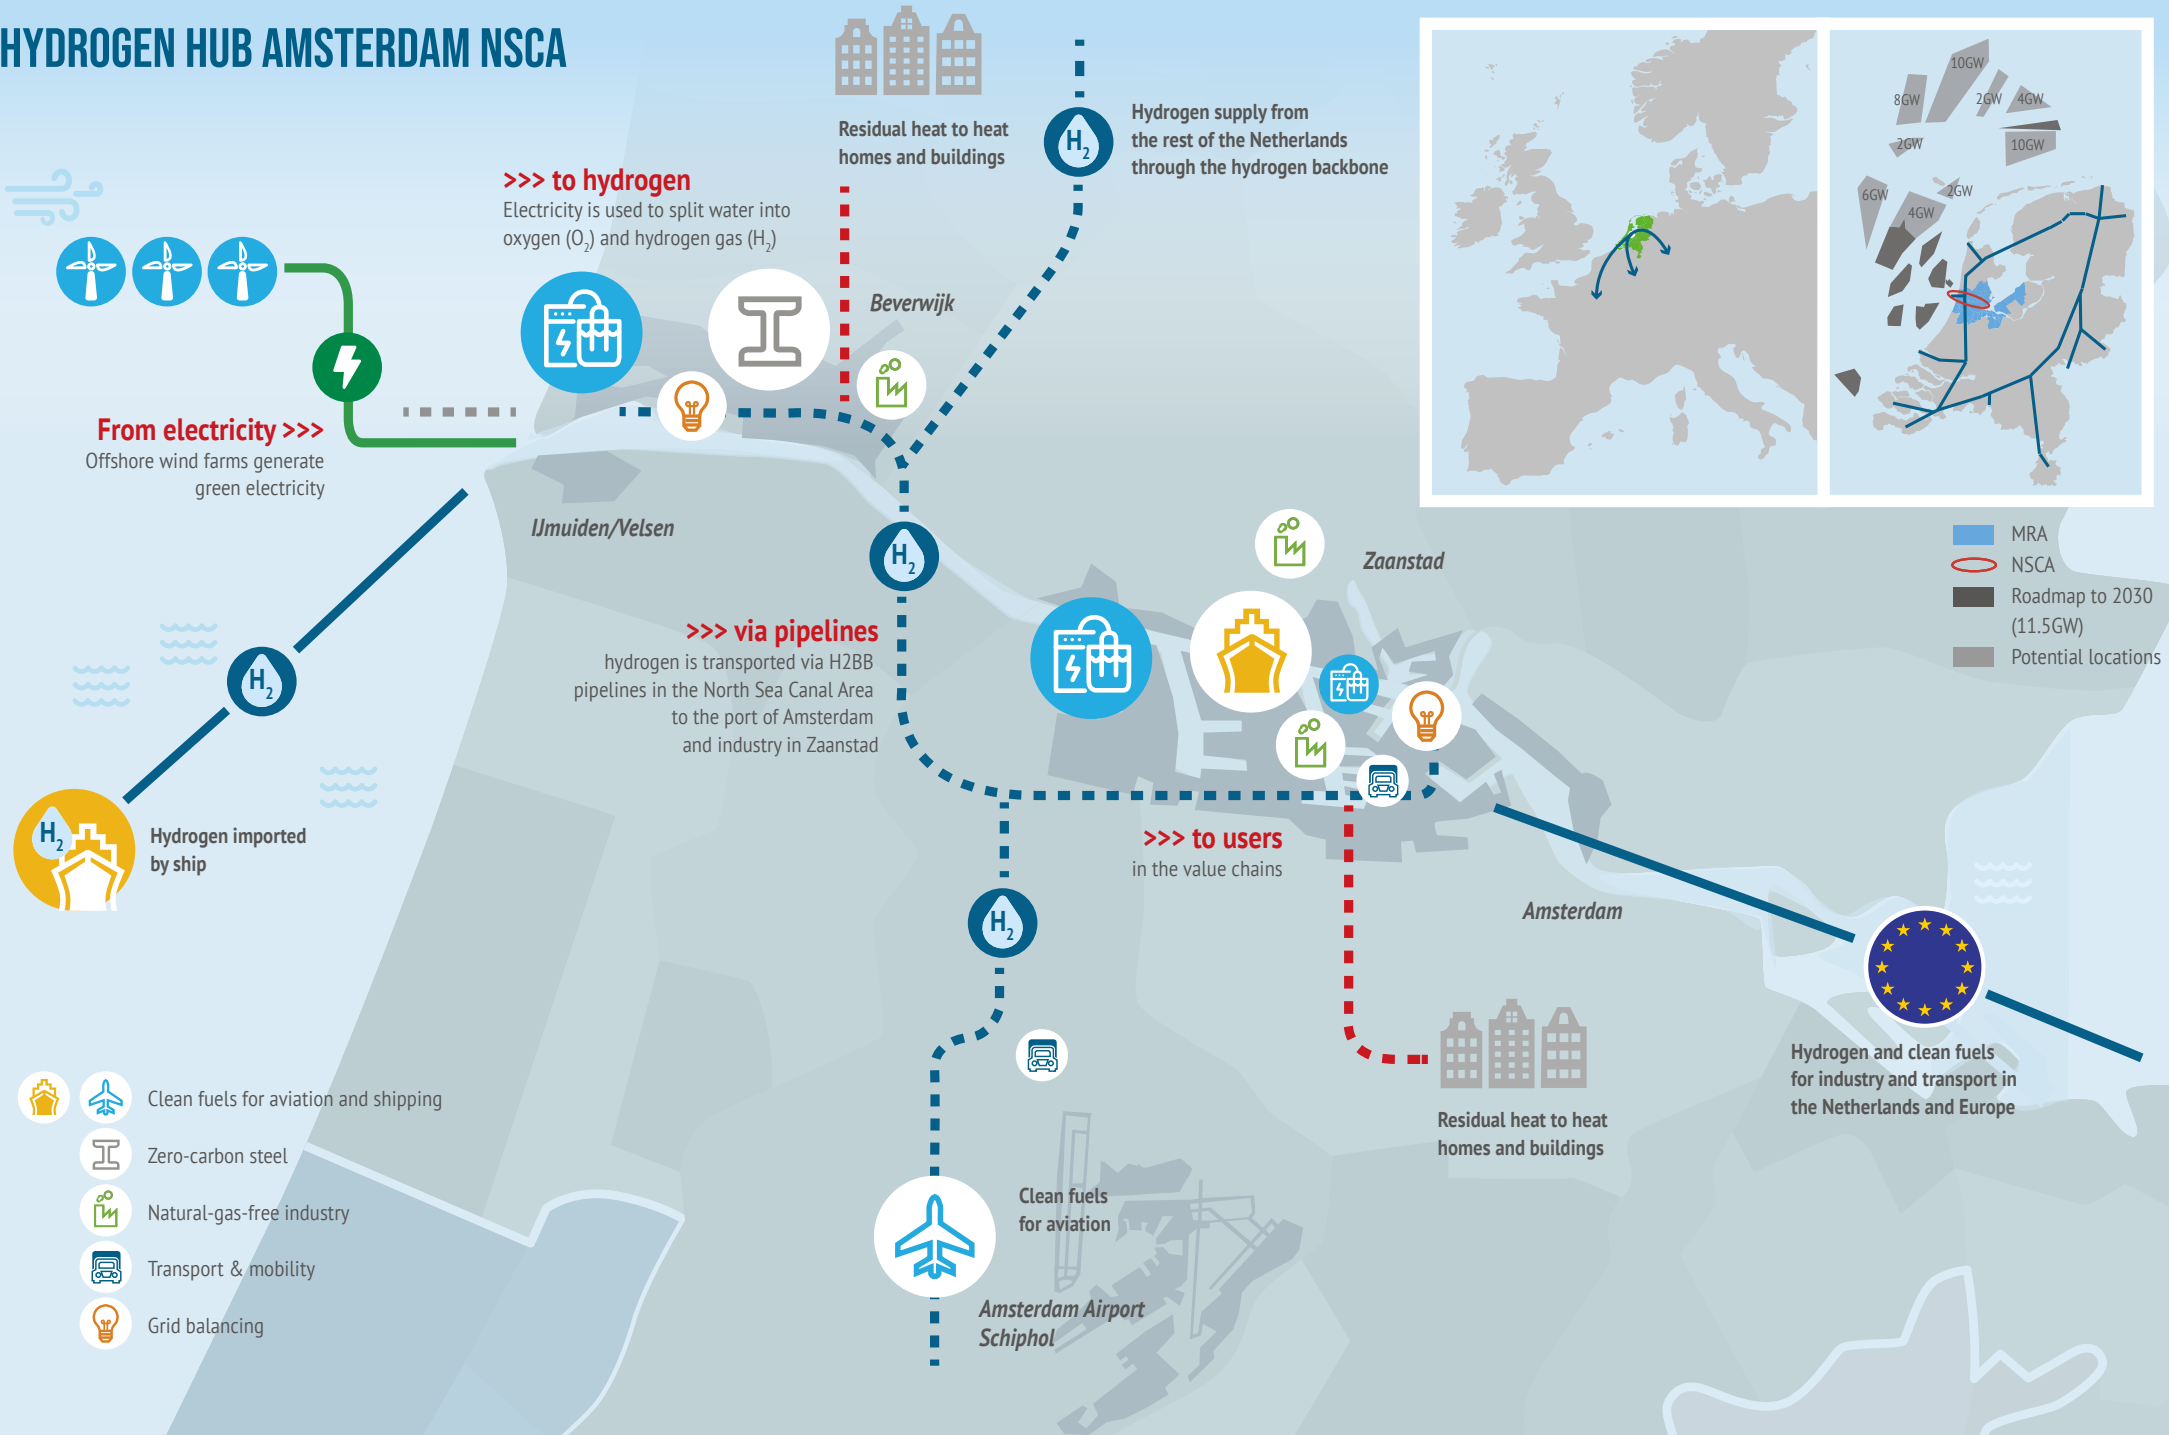 HYDROGEN HUB AMSTERDAM NSCA
Residual heat to heat
homes and buildings
H2
Hydrogen supply from
the rest of the Netherlands
through the hydrogen backbone
>>> to hydrogen
Electricity is used to split water into
oxygen (O2) and hydrogen gas (H2)
Beverwijk
From electricity >>>
Offshore wind farms generate
green electricity
IJmuiden/Velsen
10GW
8GW
2GW
4GW
2GW
10GW
6GW
2GW
4GW
MRA
NSCA
Roadmap to 2030
(11.5GW)
Potential locations
H2
Zaanstad
>>> via pipelines
hydrogen is transported via H2BB
pipelines in the North Sea Canal Area
to the port of Amsterdam
and industry in Zaanstad
H2
H2
Hydrogen imported
by ship
>>> to users
in the value chains
H2
Amsterdam
Hydrogen and clean fuels
for industry and transport in
the Netherlands and Europe
Residual heat to heat
homes and buildings
Clean fuels
for aviation
Amsterdam Airport
Schiphol
Clean fuels for aviation and shipping
Zero-carbon steel
Natural-gas-free industry
Transport & mobility
Grid balancing